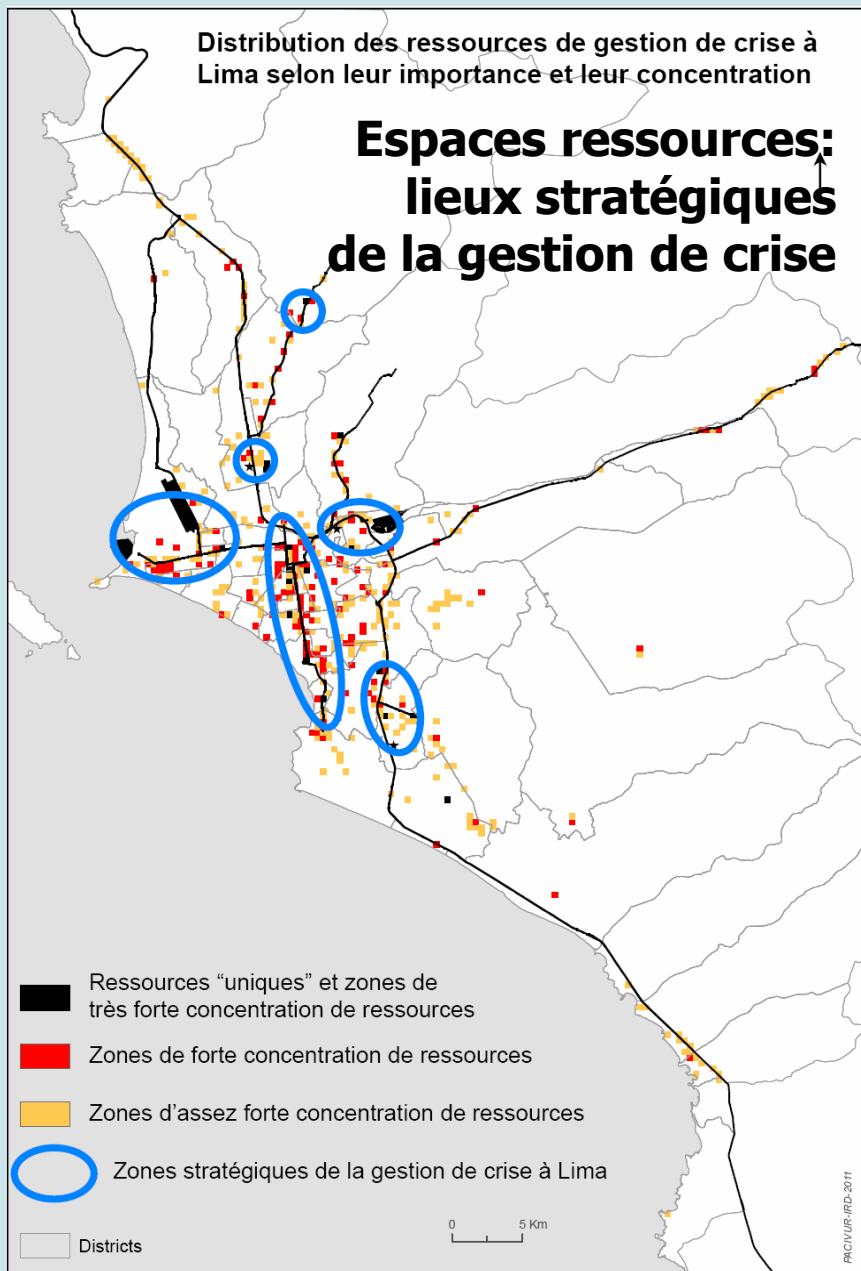 Distribution des ressources de gestion de crise à
Lima selon leur importance et leur concentration
Espaces ressources:
lieux stratégiques
de la gestion de crise
Ressources “uniques” et zones de
très forte concentration de ressources
Zones de forte concentration de ressources
Zones d'assez forte concentration de ressources
Zones stratégiques de la gestion de crise à Lima
0 5 Km
Districts
PACIVUR-IRD-2011